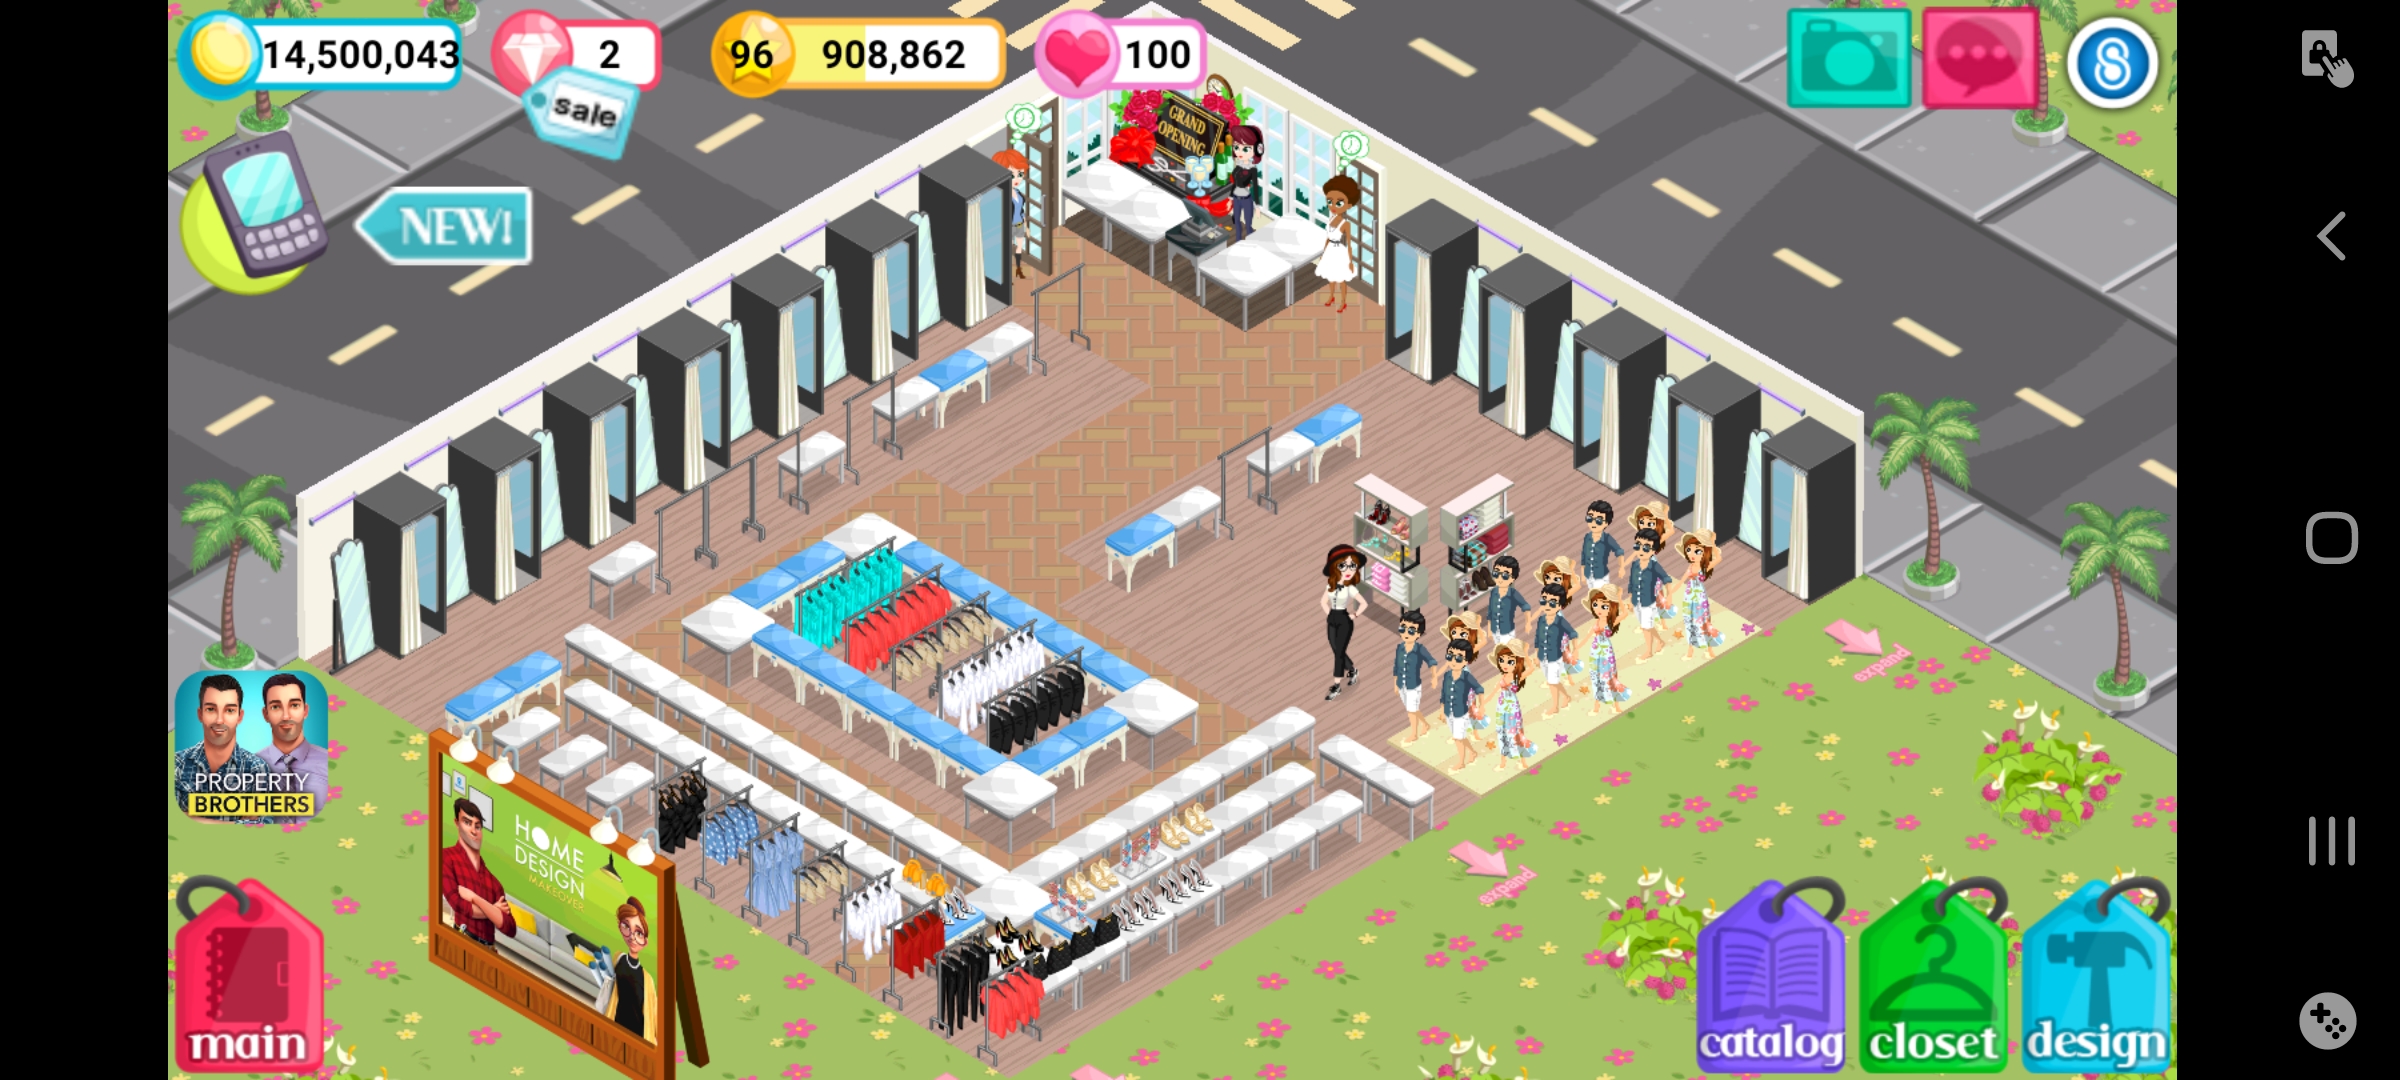 14,500,043
2
96
908,862
100
sale
NEW!
GRAND
OPENING
expand
expand
PROPERTY
BROTHERS
HOME
DESIGN
MAKEOVER
main
catalog
closet
design